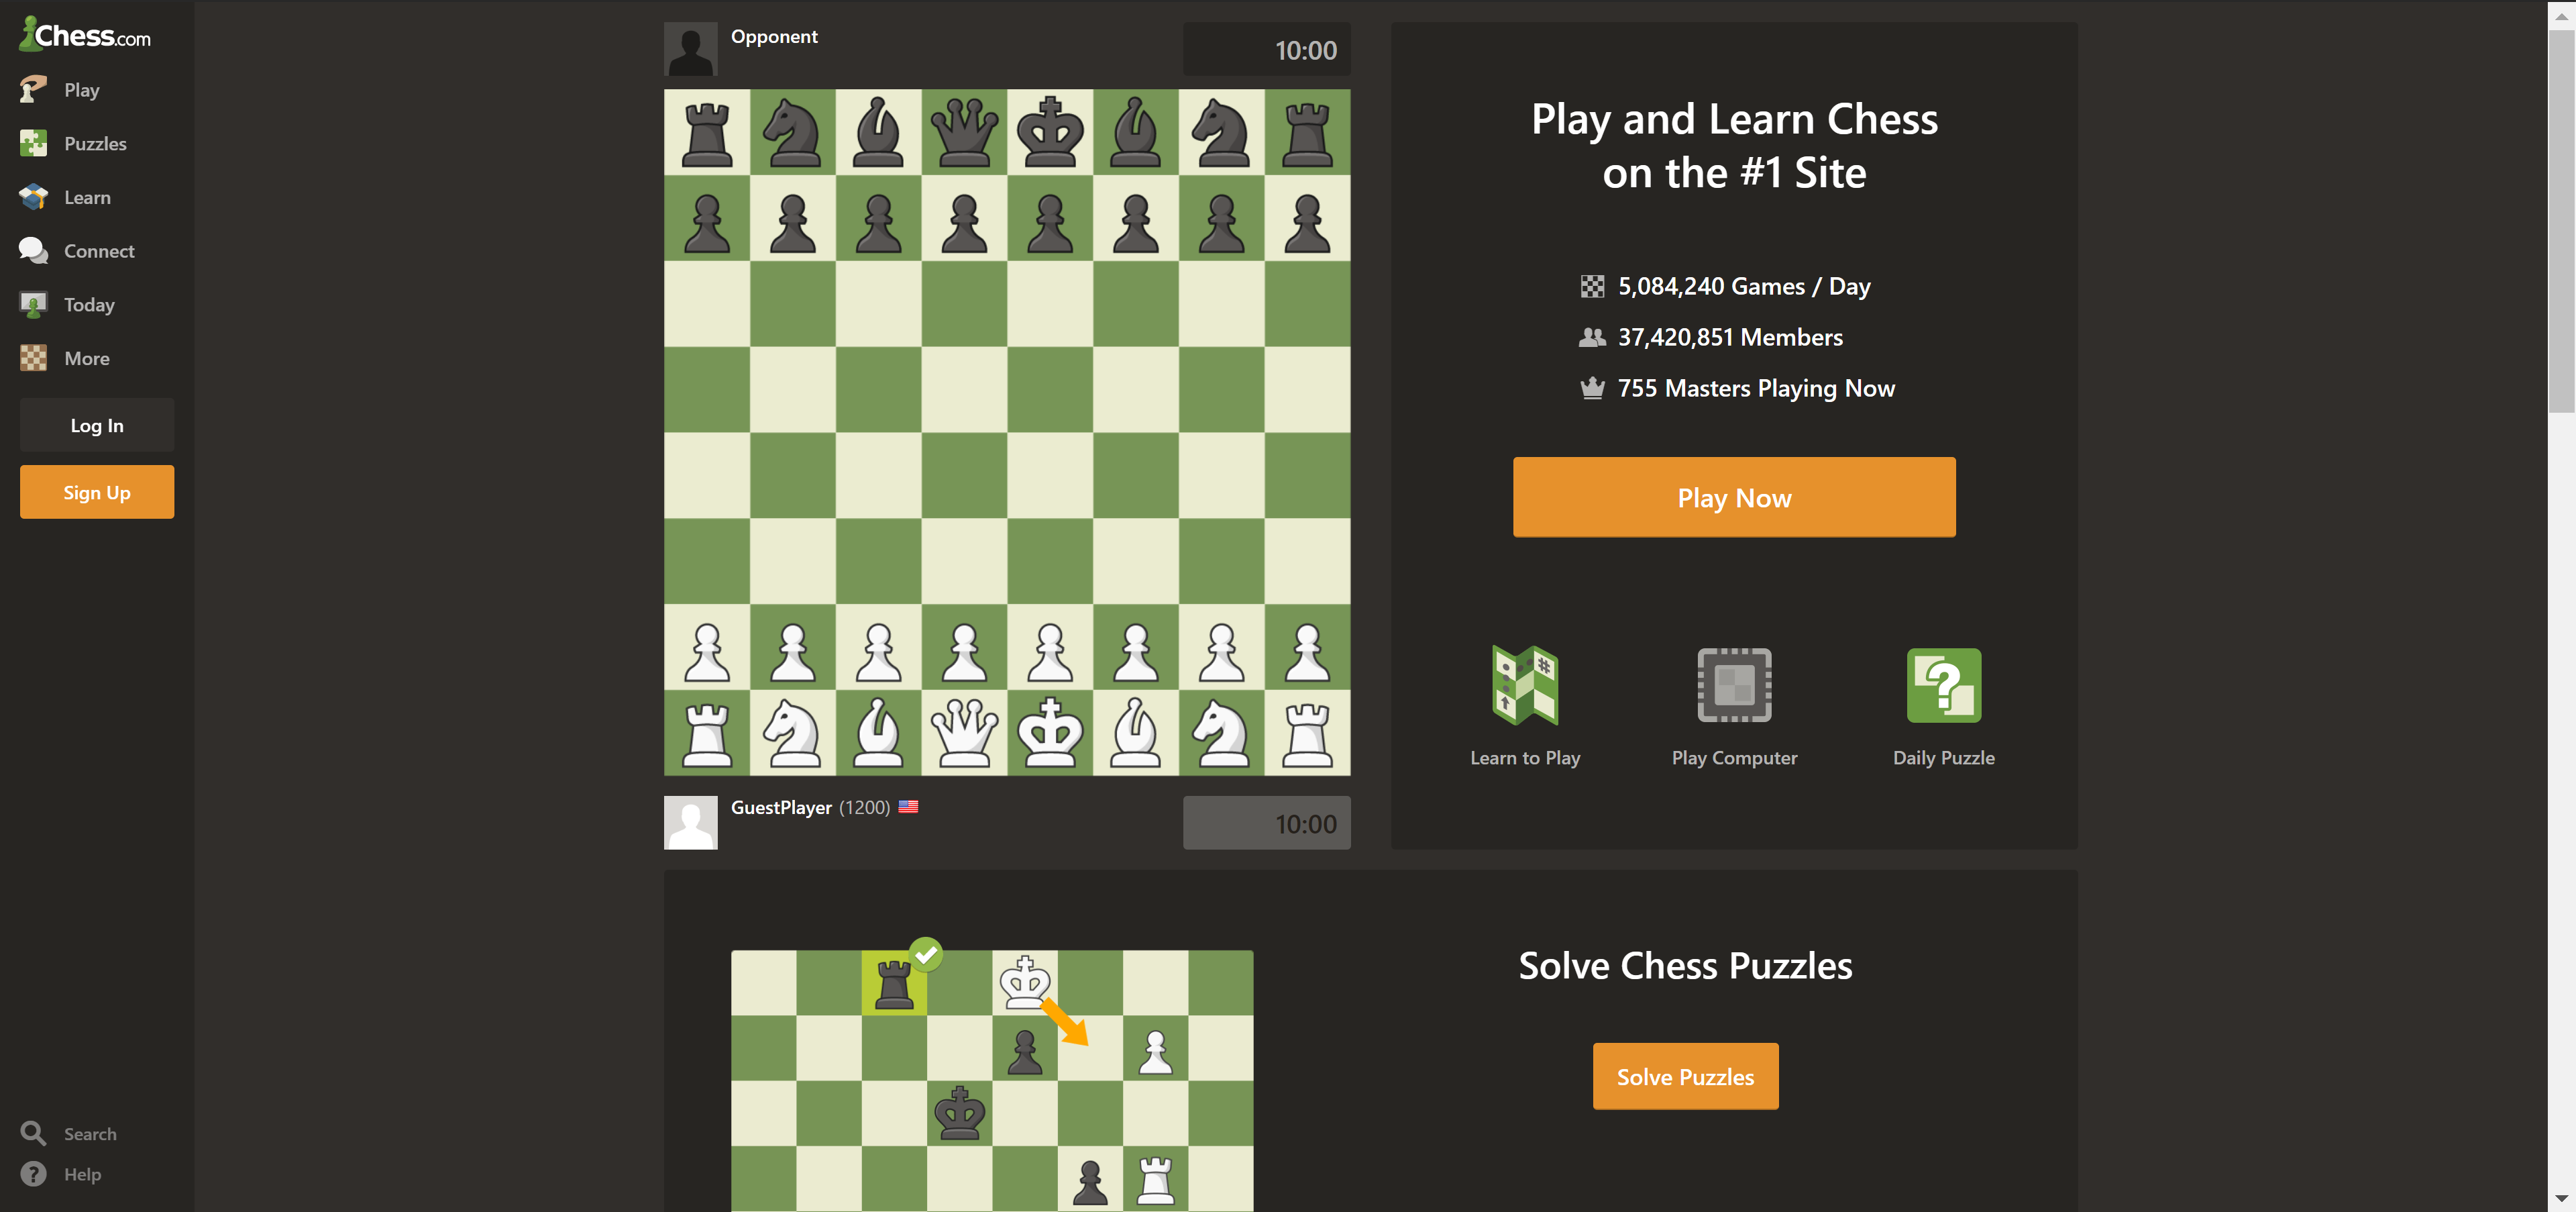 Chess.com
Play
Puzzles
Learn
Connect
Today
More
Log In
Sign Up
Search
Help
Opponent
10:00
GuestPlayer (1200)
10:00
Play and Learn Chess
on the #1 Site
5,084,240 Games / Day
37,420,851 Members
755 Masters Playing Now
Play Now
Learn to Play
Play Computer
Daily Puzzle
Solve Chess Puzzles
Solve Puzzles